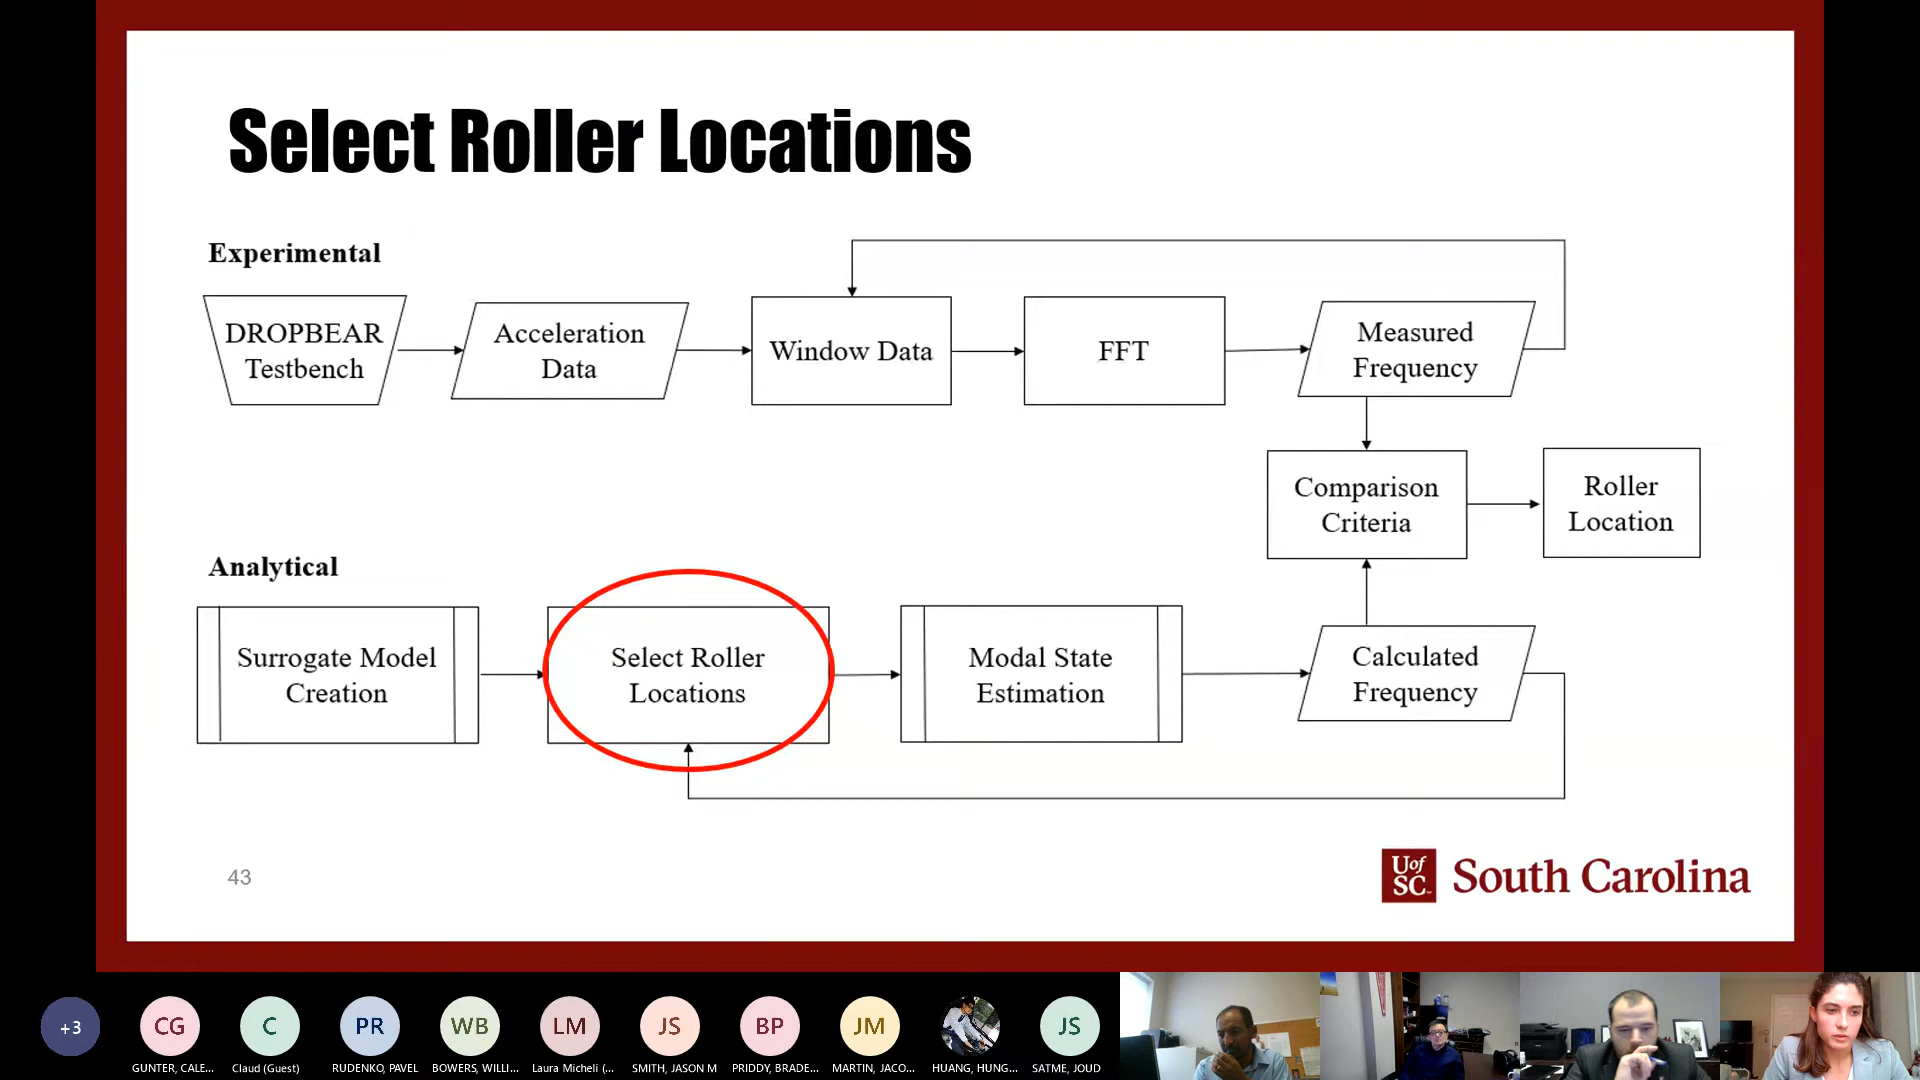 Select Roller Locations
Experimental
DROPBEAR
Testbench
Acceleration
Data
Window Data
FFT
Measured
Frequency
Comparison
Criteria
Roller
Location
Analytical
Surrogate Model
Creation
Select Roller
Locations
Modal State
Estimation
Calculated
Frequency
43
Uof
SC
South Carolina
+3
CG
C
PR
WB
LM
JS
BP
JM
JS
GUNTER, CALE...
Claud (Guest)
RUDENKO, PAVEL
BOWERS, WILLI...
Laura Micheli (...
SMITH, JASON M
PRIDDY, BRADE...
MARTIN, JACO...
HUANG, HUNG...
SATME, JOUD